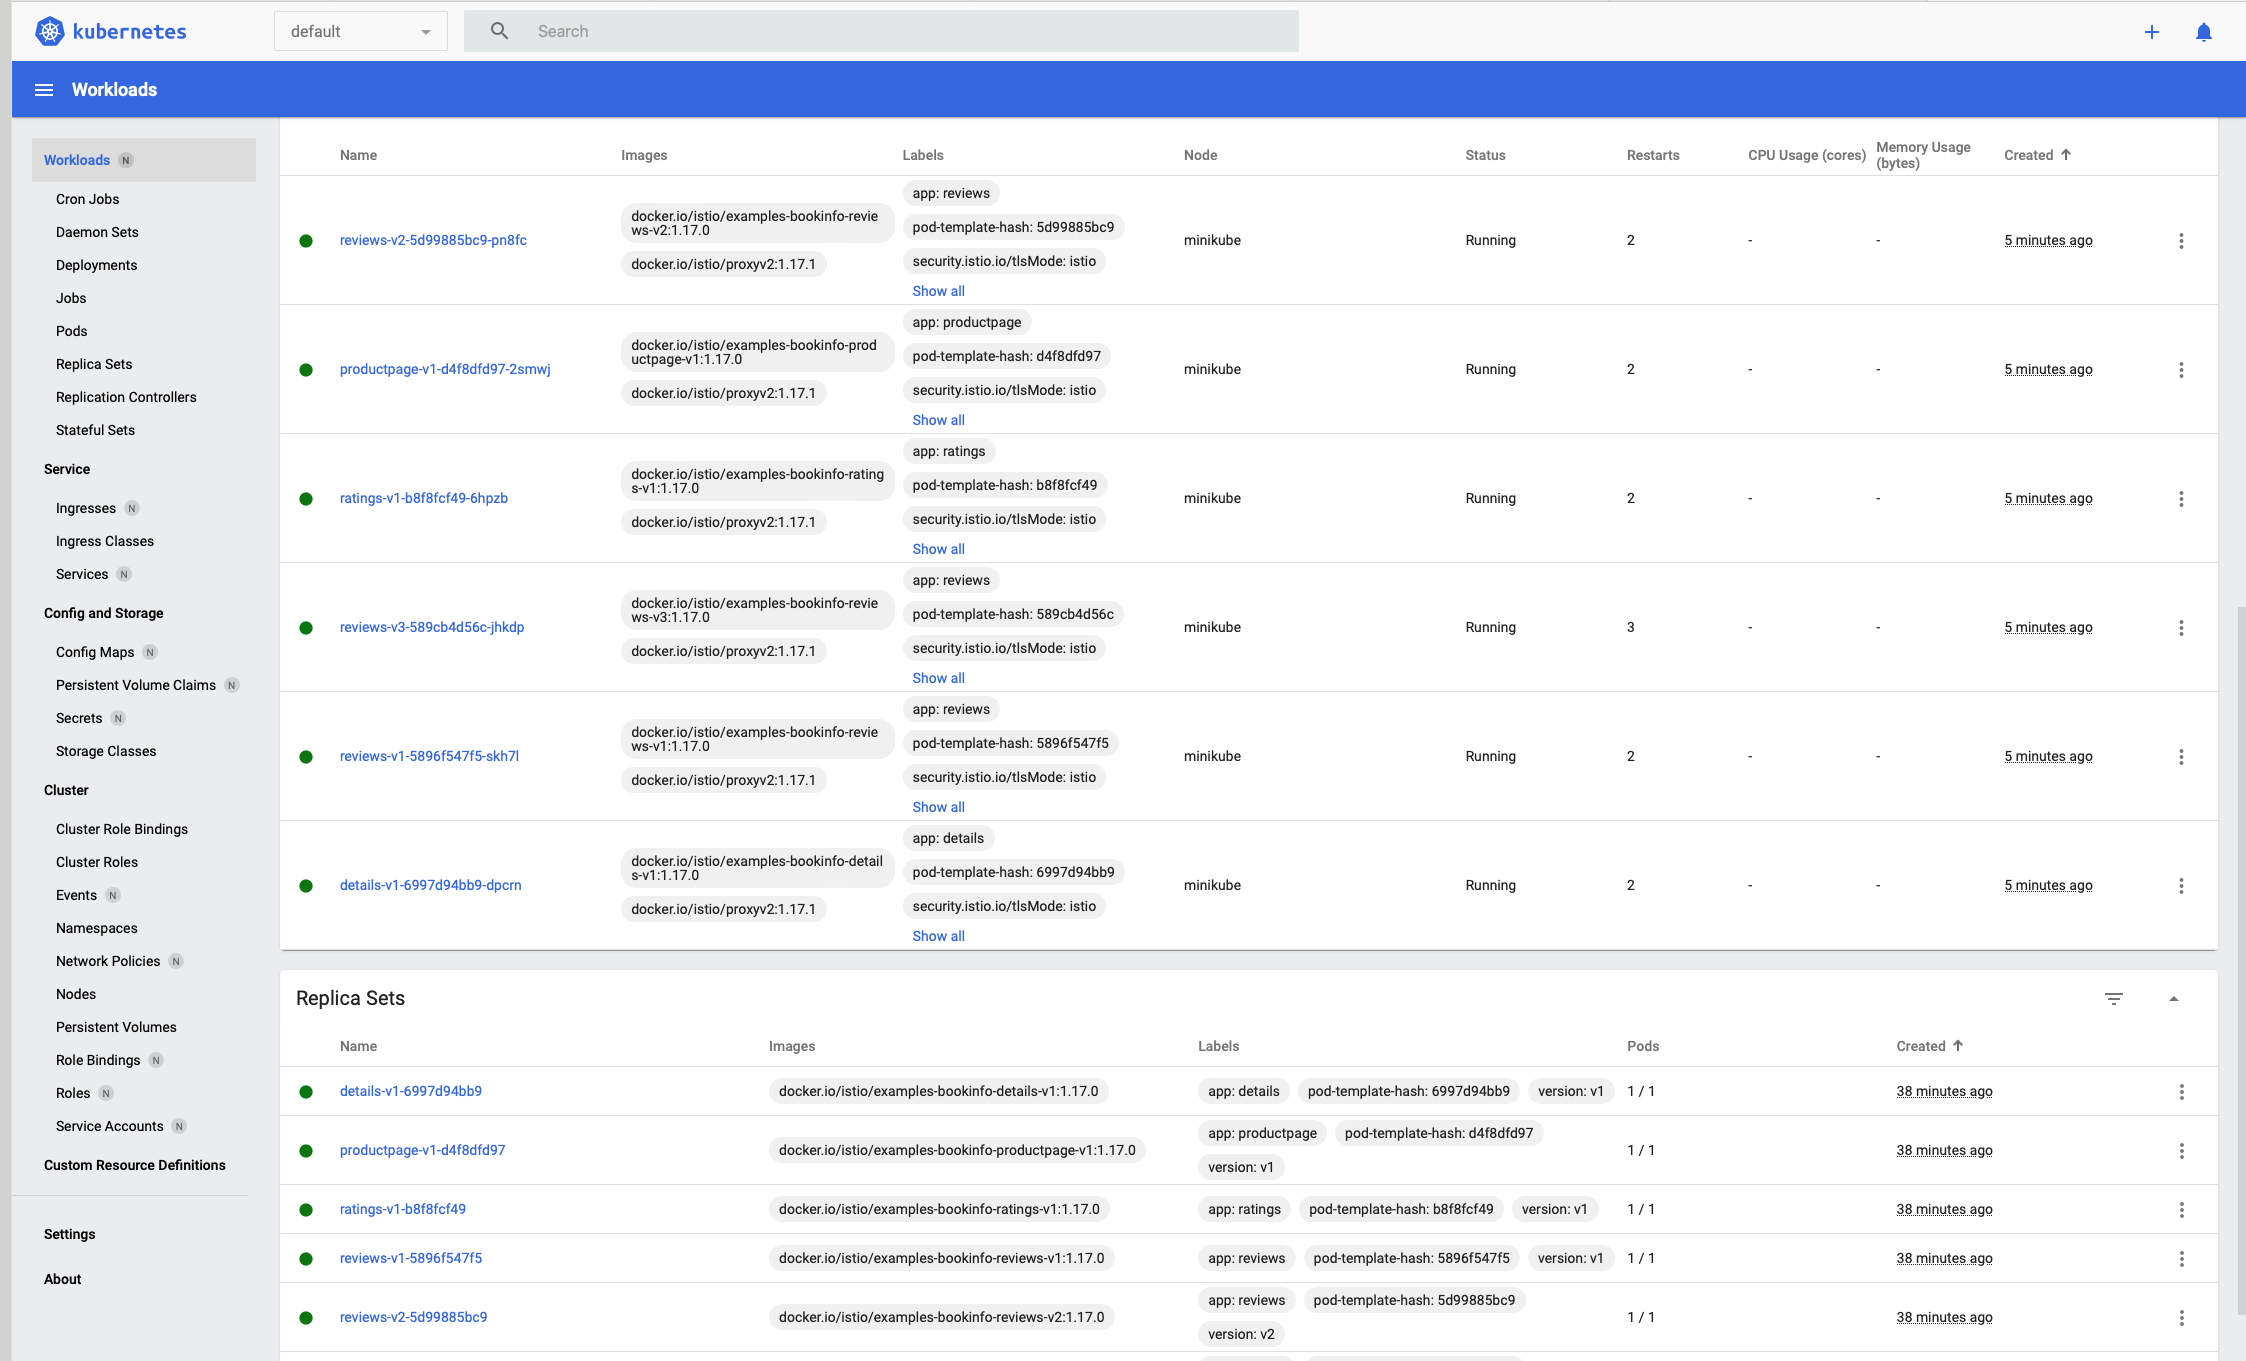 kubernetes
default
Search
Workloads
Workloads N
Cron Jobs
Daemon Sets
Deployments
Jobs
Pods
Replica Sets
Replication Controllers
Stateful Sets
Service
Ingresses N
Ingress Classes
Services N
Config and Storage
Config Maps N
Persistent Volume Claims N
Secrets N
Storage Classes
Cluster
Cluster Role Bindings
Cluster Roles
Events N
Namespaces
Network Policies N
Nodes
Persistent Volumes
Role Bindings N
Roles N
Service Accounts N
Custom Resource Definitions
Settings
About
Name Images Labels Node Status Restarts CPU Usage (cores) Memory Usage
(bytes) Created
app: reviews
docker.io/istio/examples-bookinfo-revie
ws-v2:1.17.0
pod-template-hash: 5d99885bc9
reviews-v2-5d99885bc9-pn8fc minikube Running 2 - - 5 minutes ago
docker.io/istio/proxyv2:1.17.1 security.istio.io/tlsMode: istio
Show all
app: productpage
docker.io/istio/examples-bookinfo-prod
uctpage-v1:1.17.0
pod-template-hash: d4f8dfd97
productpage-v1-d4f8dfd97-2smwj minikube Running 2 - - 5 minutes ago
docker.io/istio/proxyv2:1.17.1 security.istio.io/tlsMode: istio
Show all
app: ratings
docker.io/istio/examples-bookinfo-rating
s-v1:1.17.0
pod-template-hash: b8f8fcf49
ratings-v1-b8f8fcf49-6hpzb minikube Running 2 - - 5 minutes ago
docker.io/istio/proxyv2:1.17.1 security.istio.io/tlsMode: istio
Show all
app: reviews
docker.io/istio/examples-bookinfo-revie
ws-v3:1.17.0
pod-template-hash: 589cb4d56c
reviews-v3-589cb4d56c-jhkdp minikube Running 3 - - 5 minutes ago
docker.io/istio/proxyv2:1.17.1 security.istio.io/tlsMode: istio
Show all
app: reviews
docker.io/istio/examples-bookinfo-revie
ws-v1:1.17.0
pod-template-hash: 5896f547f5
reviews-v1-5896f547f5-skh7l minikube Running 2 - - 5 minutes ago
docker.io/istio/proxyv2:1.17.1 security.istio.io/tlsMode: istio
Show all
app: details
docker.io/istio/examples-bookinfo-detail
s-v1:1.17.0
pod-template-hash: 6997d94bb9
details-v1-6997d94bb9-dpcrn minikube Running 2 - - 5 minutes ago
docker.io/istio/proxyv2:1.17.1 security.istio.io/tlsMode: istio
Show all
Replica Sets
Name Images Labels Pods Created
details-v1-6997d94bb9 docker.io/istio/examples-bookinfo-details-v1:1.17.0 app: details pod-template-hash: 6997d94bb9 version: v1 1 / 1 38 minutes ago
app: productpage pod-template-hash: d4f8dfd97
productpage-v1-d4f8dfd97 docker.io/istio/examples-bookinfo-productpage-v1:1.17.0 1 / 1 38 minutes ago
version: v1
ratings-v1-b8f8fcf49 docker.io/istio/examples-bookinfo-ratings-v1:1.17.0 app: ratings pod-template-hash: b8f8fcf49 version: v1 1 / 1 38 minutes ago
reviews-v1-5896f547f5 docker.io/istio/examples-bookinfo-reviews-v1:1.17.0 app: reviews pod-template-hash: 5896f547f5 version: v1 1 / 1 38 minutes ago
app: reviews pod-template-hash: 5d99885bc9
reviews-v2-5d99885bc9 docker.io/istio/examples-bookinfo-reviews-v2:1.17.0 1 / 1 38 minutes ago
version: v2